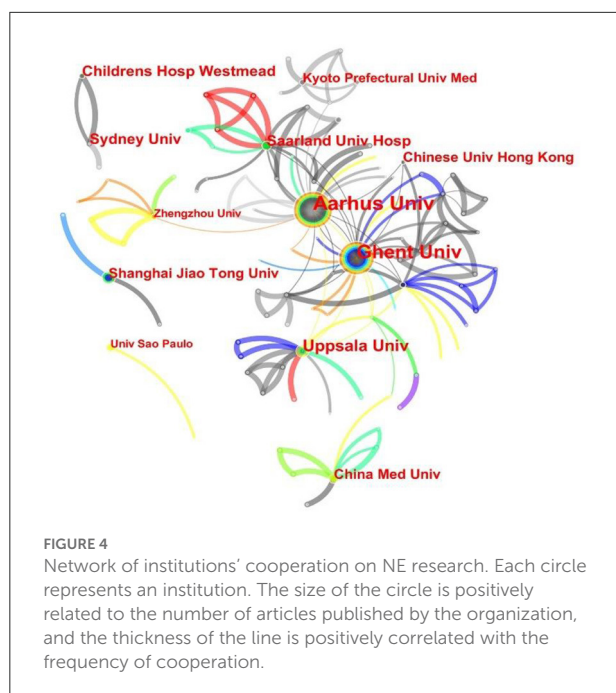 Childrens Hosp Westmead
Kyoto Prefectural Univ Med
Sydney Univ
Saarland Univ Hosp
Chinese Univ Hong Kong
Aarhus Univ
Zhengzhou Univ
Ghent Univ
Shanghai Jiao Tong Univ
Univ Sao Paulo
Uppsala Univ
China Med Univ
FIGURE 4
Network of institutions' cooperation on NE research. Each circle
represents an institution. The size of the circle is positively
related to the number of articles published by the organization,
and the thickness of the line is positively correlated with the
frequency of cooperation.